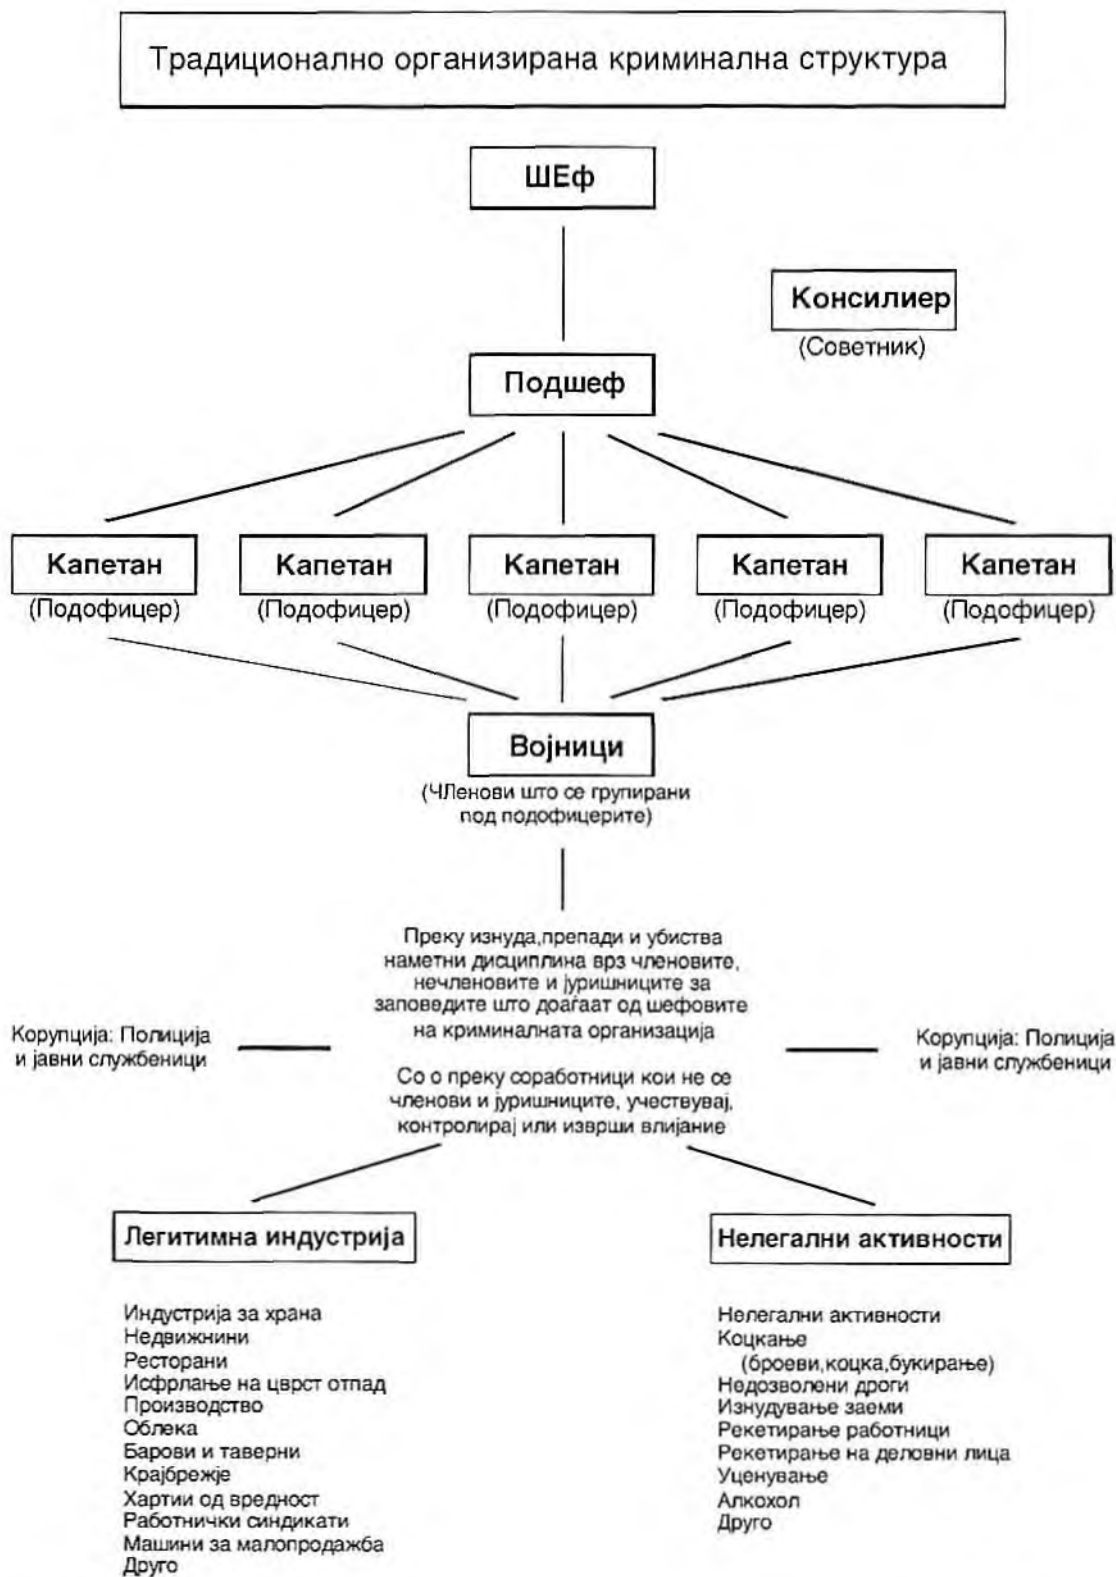 Традиционално организирана криминална структура
ШЕф
Консилиер
(Советник)
Подшеф
Капетан
(Подофицер)
Капетан
(Подофицер)
Капетан
(Подофицер)
Капетан
(Подофицер)
Капетан
(Подофицер)
Војници
(ЧЛенови што се групирани
под подофицерите)
Преку изнуда,препади и убиства
наметни дисциплина врз членовите,
нечленовите и јуришниците за
заповедите што доаѓаат од шефовите
на криминалната организација
Корупција: Полиција
и јавни службеници
Корупција: Полиција
и јавни службеници
Со о преку соработници кои не се
членови и јуришниците, учествувај,
контролирај или изврши влијание
Легитимна индустрија
Индустрија за храна
Недвижнини
Ресторани
Исфрлање на цврст отпад
Производство
Облека
Барови и таверни
Крајбрежје
Хартии од вредност
Работнички синдикати
Машини за малопродажба
Друго
Нелегални активности
Нелегални активности
Коцкање
(броеви,коцка,букирање)
Недозволени дроги
Изнудување заеми
Рекетирање работници
Рекетирање на деловни лица
Уценување
Алкохол
Друго